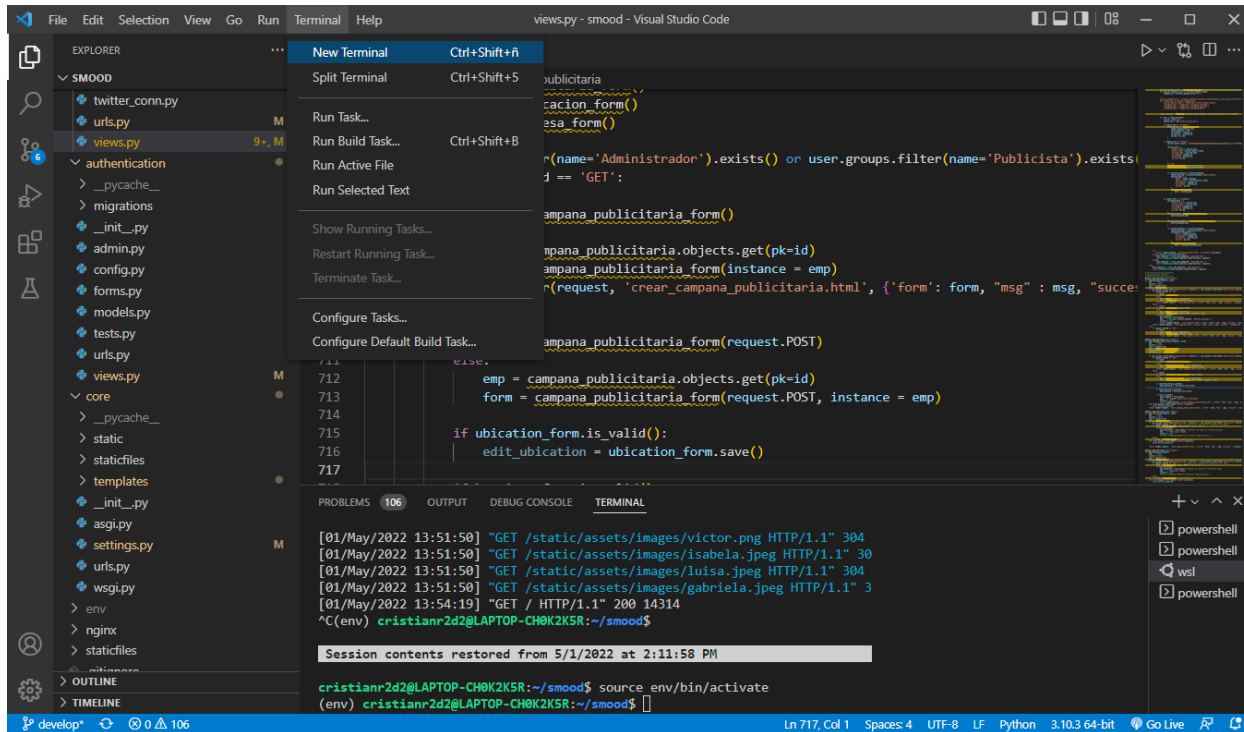 File Edit Selection View Go Run Terminal Help
views.py - smood - Visual Studio Code
EXPLORER
SMOOD
twitter_conn.py
urls.py M
views.py 9+, M
authentication
__pycache__
migrations
__init__.py
admin.py
config.py
forms.py
models.py
tests.py
urls.py
views.py M
core
__pycache__
static
staticfiles
templates
__init__.py
asgi.py
settings.py M
urls.py
wsgi.py
env
nginx
staticfiles
.gitignore
OUTLINE
TIMELINE
6
New Terminal Ctrl+Shift+ñ
Split Terminal Ctrl+Shift+5
Run Task...
Run Build Task... Ctrl+Shift+B
Run Active File
Run Selected Text
Show Running Tasks...
Restart Running Task...
Terminate Task...
Configure Tasks...
Configure Default Build Task...
publicitaria
cacion_form()
esa_form()
r(name='Administrador').exists() or user.groups.filter(name='Publicista').exists(
d == 'GET':
ampana_publicitaria_form()
mpana_publicitaria.objects.get(pk=id)
ampana_publicitaria_form(instance = emp)
r(request, 'crear_campana_publicitaria.html', {'form': form, "msg" : msg, "succes
ampana_publicitaria_form(request.POST)
711 else:
712 emp = campana_publicitaria.objects.get(pk=id)
713 form = campana_publicitaria_form(request.POST, instance = emp)
714
715 if ubication_form.is_valid():
716 edit_ubication = ubication_form.save()
717
PROBLEMS 106 OUTPUT DEBUG CONSOLE TERMINAL
[01/May/2022 13:51:50] "GET /static/assets/images/victor.png HTTP/1.1" 304
[01/May/2022 13:51:50] "GET /static/assets/images/isabela.jpeg HTTP/1.1" 30
[01/May/2022 13:51:50] "GET /static/assets/images/luisa.jpeg HTTP/1.1" 304
[01/May/2022 13:51:50] "GET /static/assets/images/gabriela.jpeg HTTP/1.1" 3
[01/May/2022 13:54:19] "GET / HTTP/1.1" 200 14314
^C(env) cristianr2d2@LAPTOP-CH0K2K5R:~/smood$
Session contents restored from 5/1/2022 at 2:11:58 PM
cristianr2d2@LAPTOP-CH0K2K5R:~/smood$ source env/bin/activate
(env) cristianr2d2@LAPTOP-CH0K2K5R:~/smood$
powershell
powershell
wsl
powershell
develop* 0 106
Ln 717, Col 1 Spaces: 4 UTF-8 LF Python 3.10.3 64-bit Go Live